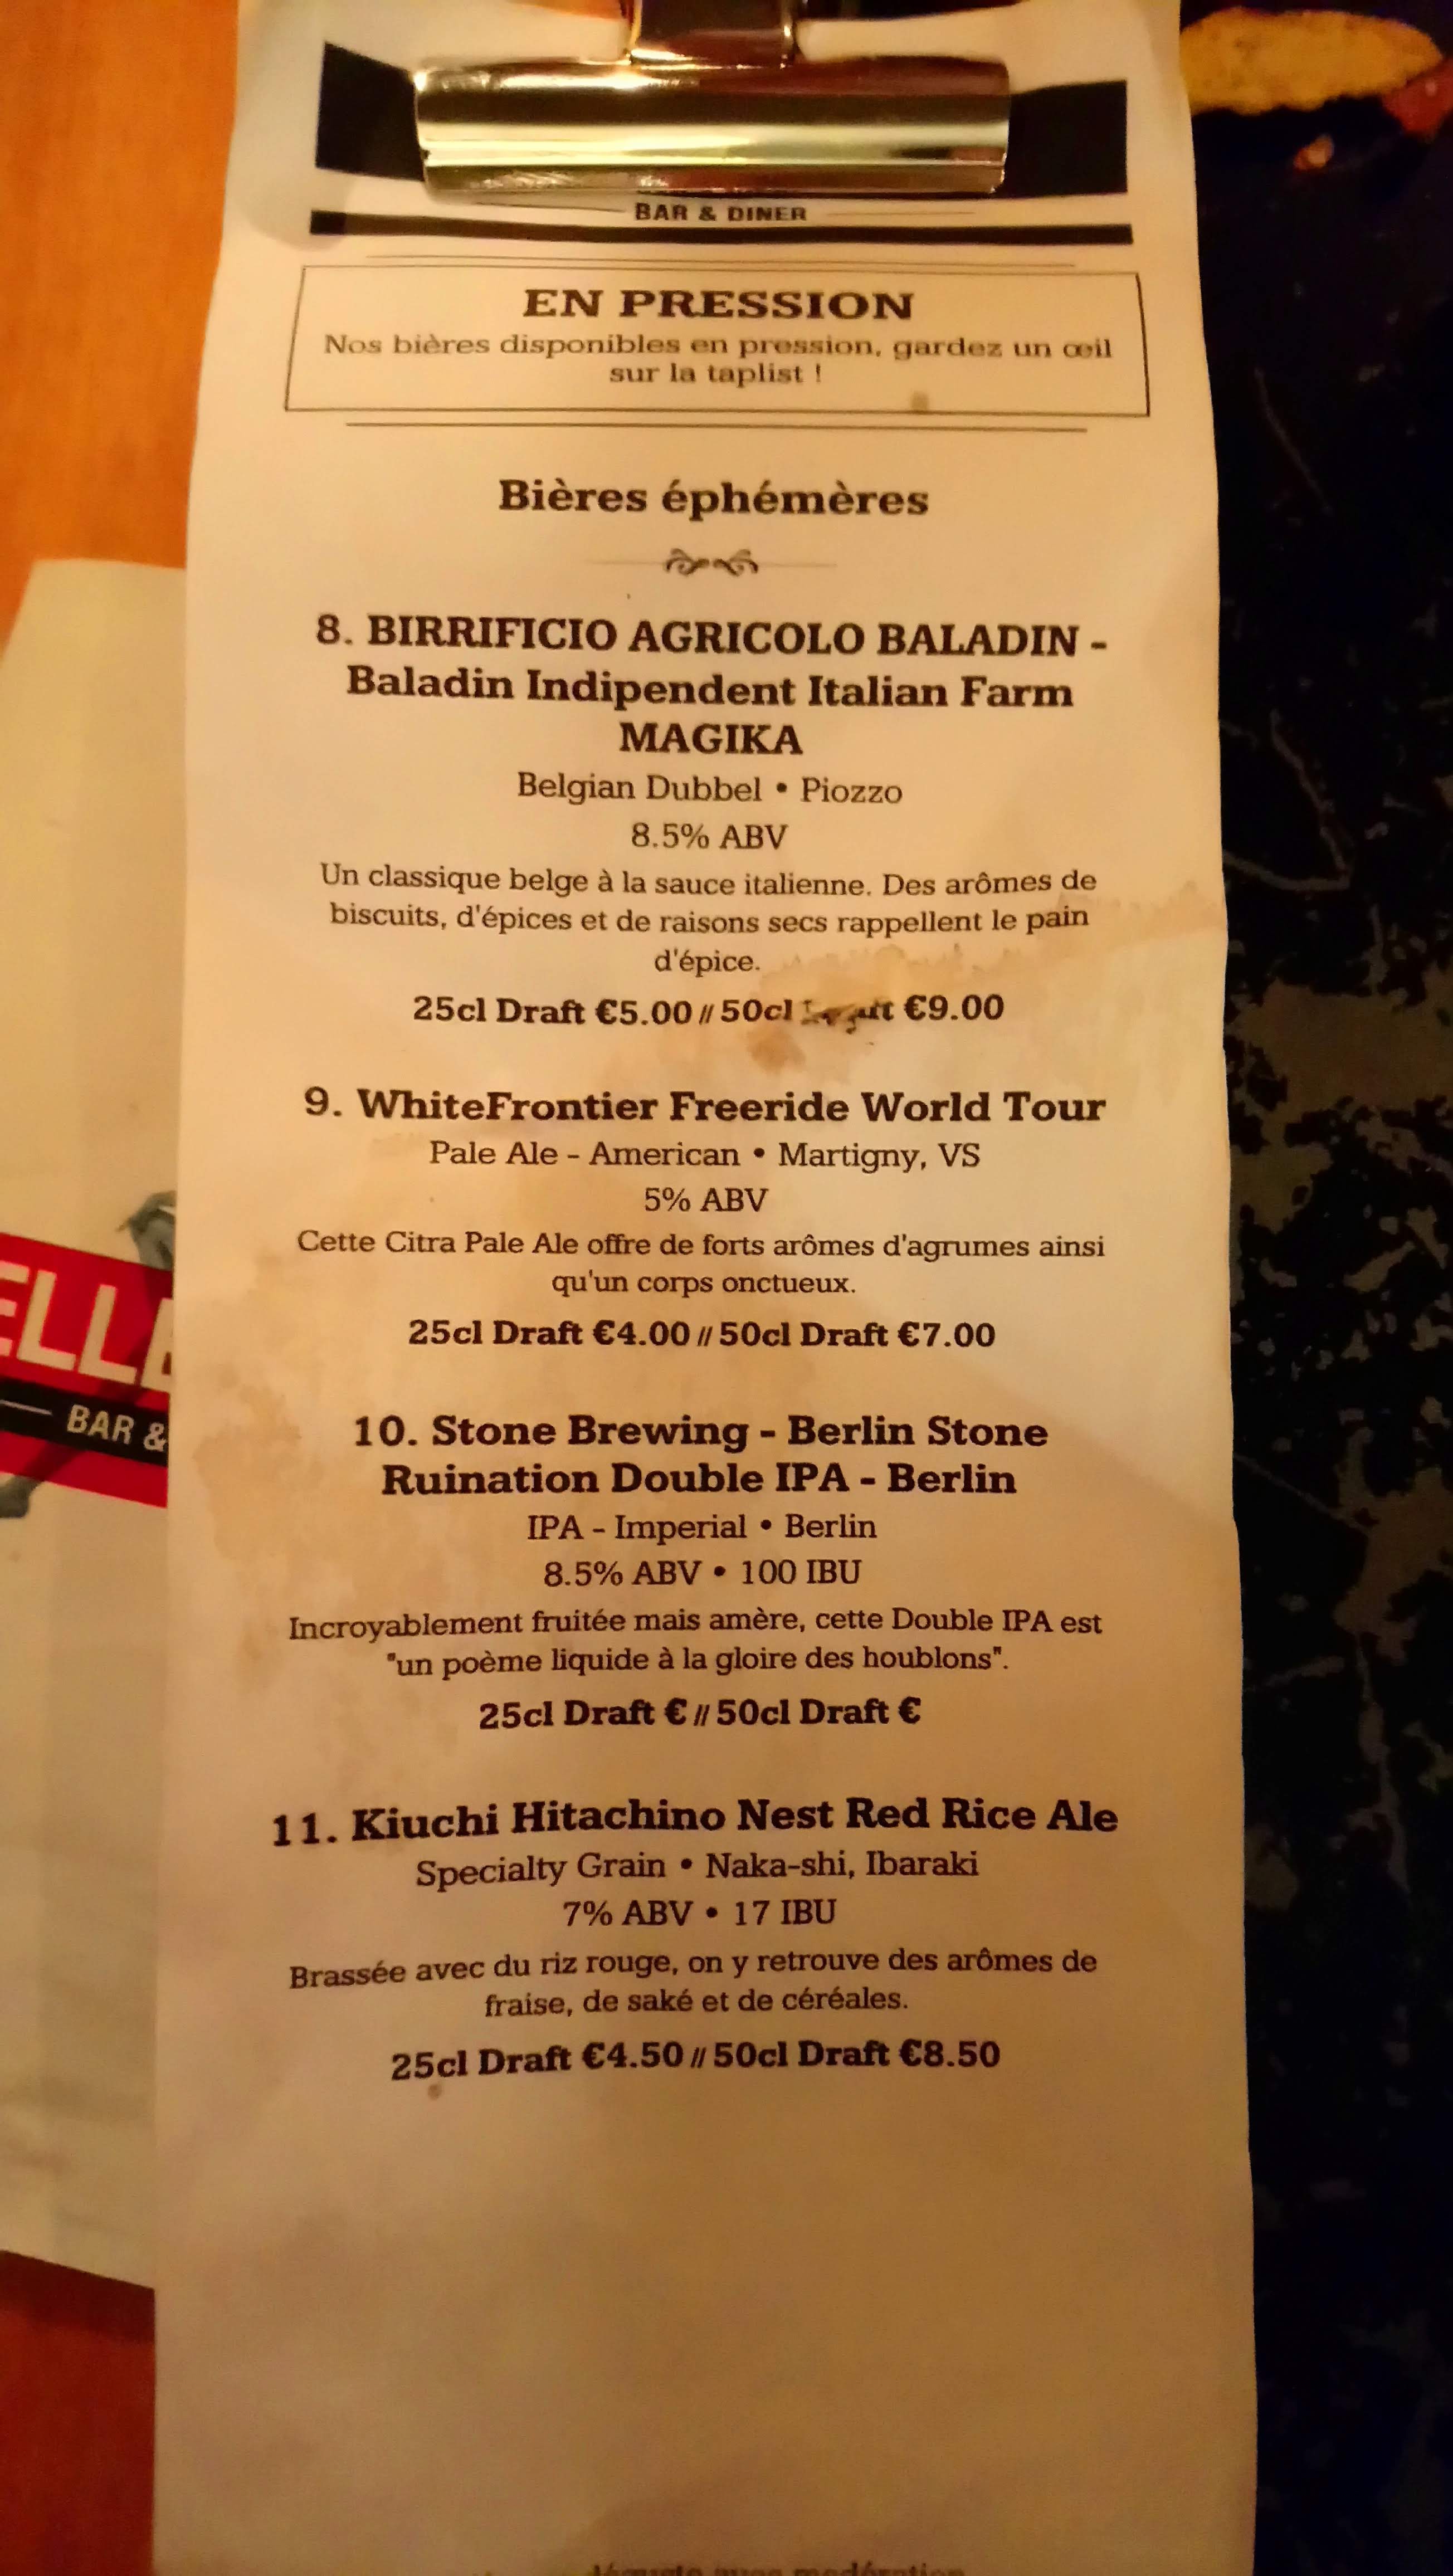 BAR & DINER
EN PRESSION
Nos bières disponibles en pression, gardez un œil
sur la taplist !
Bières éphémères
8. BIRRIFICIO AGRICOLO BALADIN -
Baladin Indipendent Italian Farm
MAGIKA
Belgian Dubbel • Piozzo
8.5% ABV
Un classique belge à la sauce italienne. Des arômes de
biscuits, d'épices et de raisons secs rappellent le pain
d'épice.
25cl Draft €5.00 // 50cl €9.00
9. WhiteFrontier Freeride World Tour
Pale Ale - American • Martigny, VS
5% ABV
Cette Citra Pale Ale offre de forts arômes d'agrumes ainsi
qu'un corps onctueux.
25cl Draft €4.00 // 50cl Draft €7.00
10. Stone Brewing - Berlin Stone
Ruination Double IPA - Berlin
IPA - Imperial • Berlin
8.5% ABV • 100 IBU
Incroyablement fruitée mais amère, cette Double IPA est
"un poème liquide à la gloire des houblons".
25cl Draft € // 50cl Draft €
11. Kiuchi Hitachino Nest Red Rice Ale
Specialty Grain • Naka-shi, Ibaraki
7% ABV • 17 IBU
Brassée avec du riz rouge, on y retrouve des arômes de
fraise, de saké et de céréales.
25cl Draft €4.50 // 50cl Draft €8.50
ELLE
BAR &